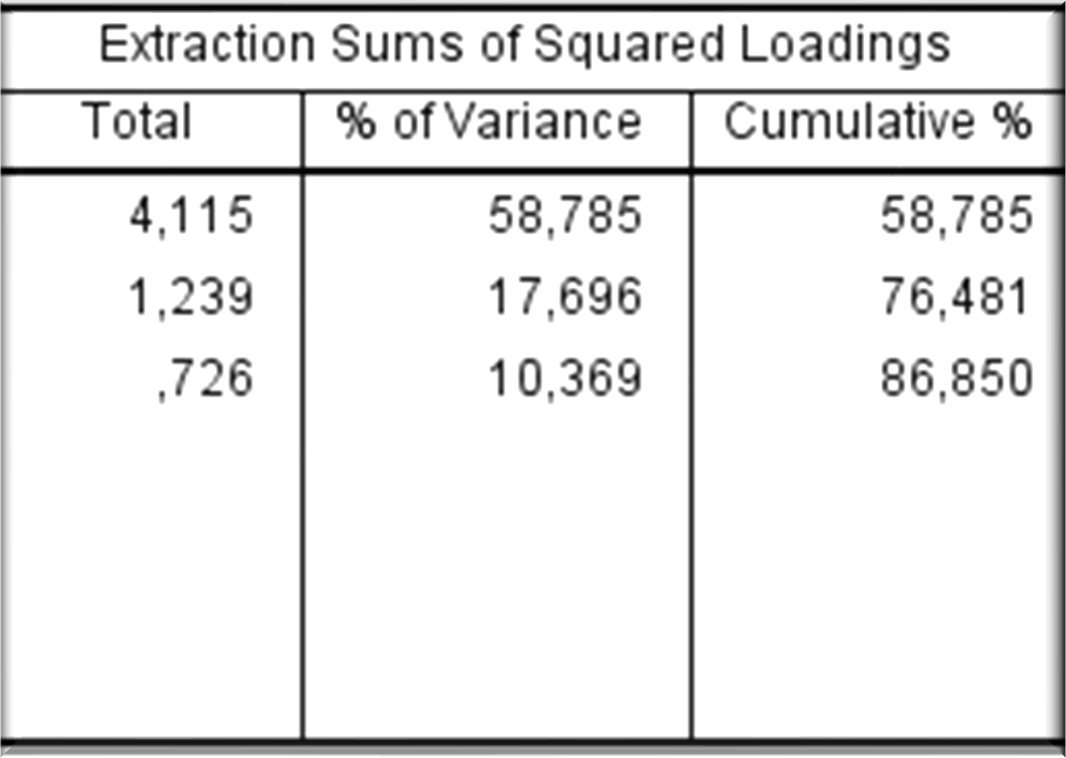 Extraction Sums of Squared Loadings
Total % of Variance Cumulative %
4,115 58,785 58,785
1,239 17,696 76,481
,726 10,369 86,850